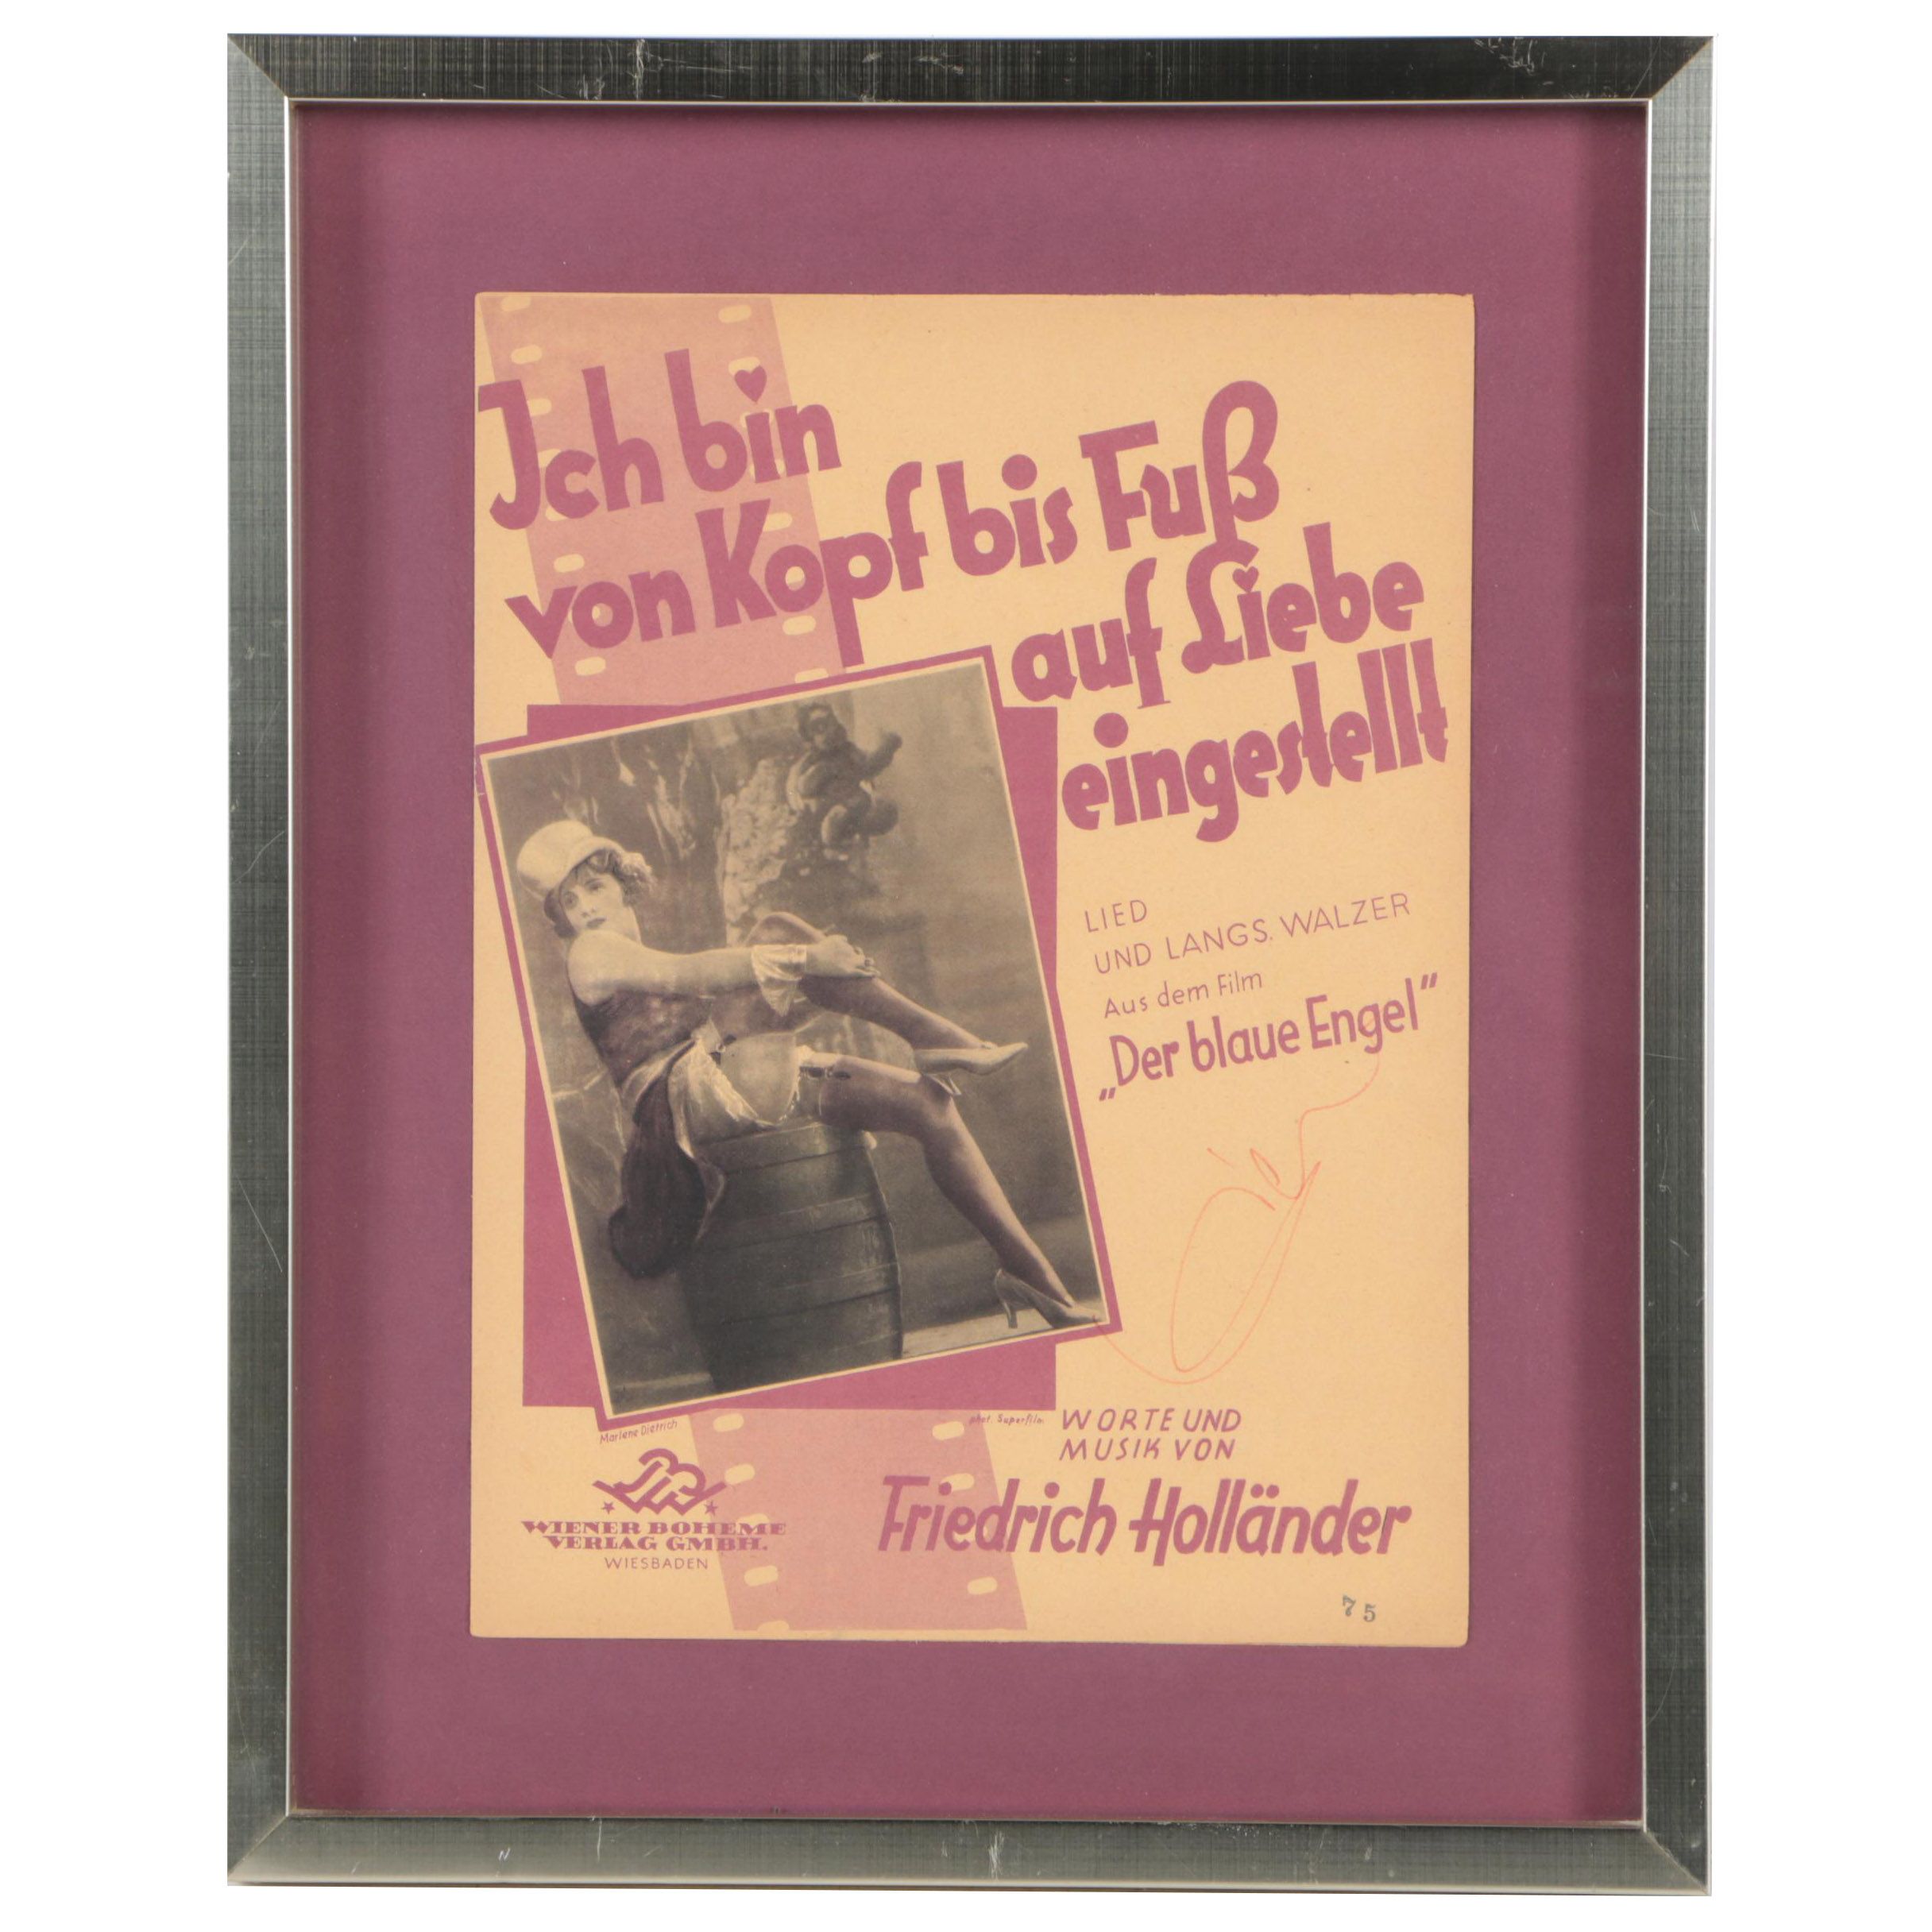 Ich bin
von Kopf bis Fuß
auf Liebe
eingestellt
LIED
UND LANGS. WALZER
Aus dem Film
„Der blaue Engel“
Marlene Dietrich
phot. Superfilm
WORTE UND
MUSIK VON
Friedrich Holländer
WIENER BOHEME
VERLAG GMBH.
WIESBADEN
75